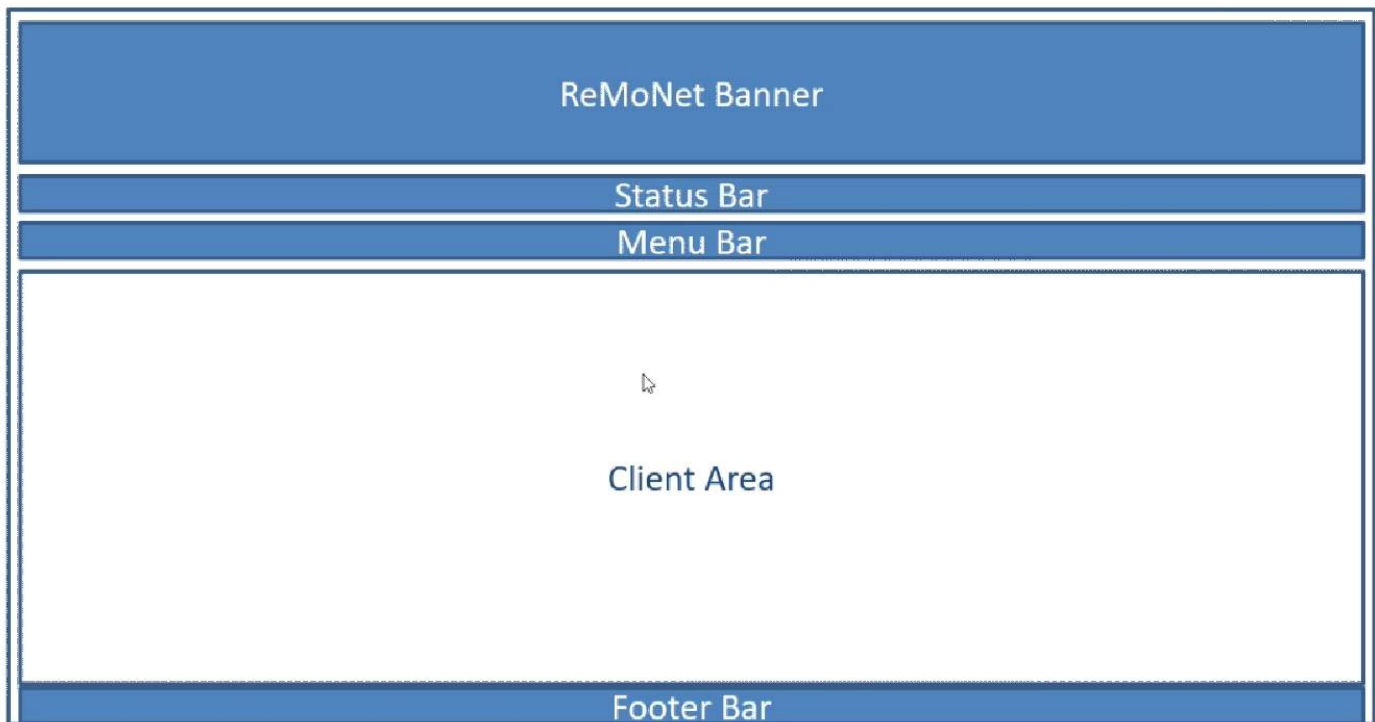 ReMoNet Banner
Status Bar
Menu Bar
Client Area
Footer Bar